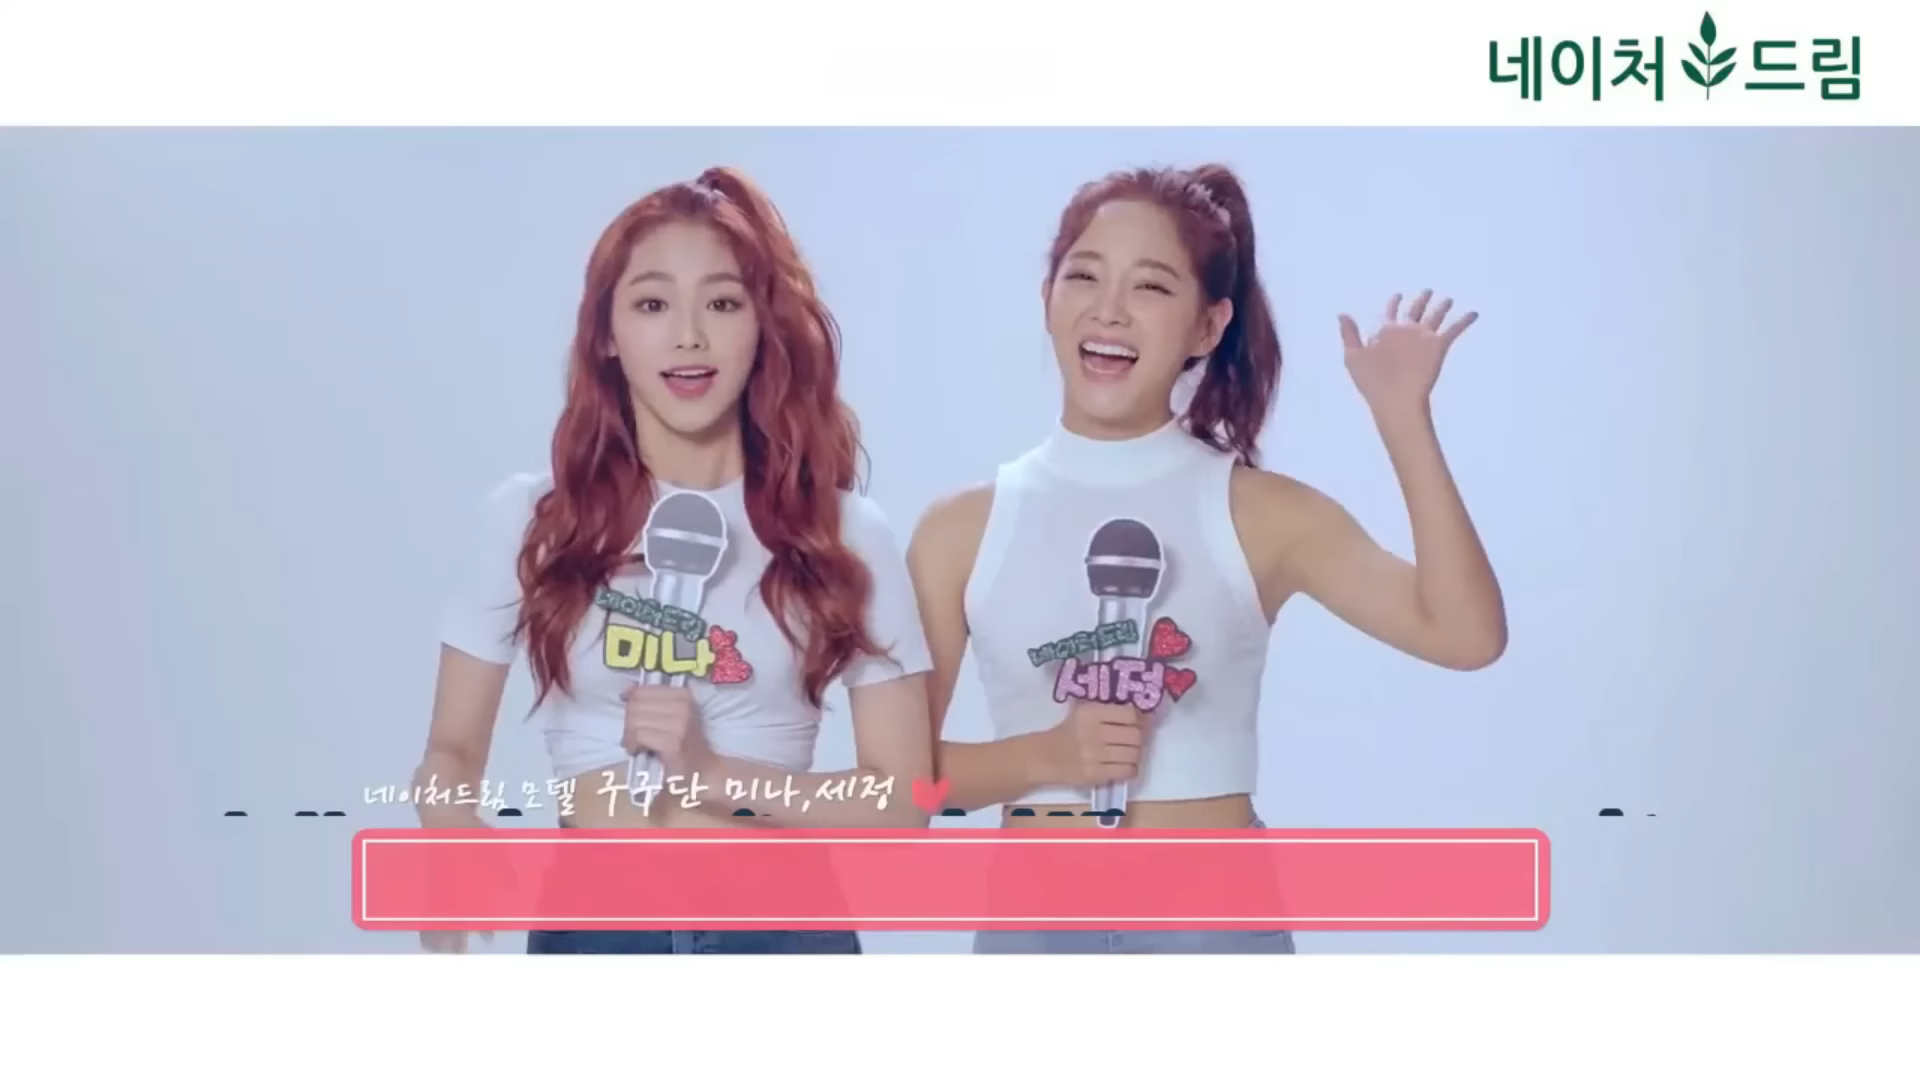 네이처드림
네이처드림
미나
네이처드림
세정
네이처드림 모델 구구단 미나,세정